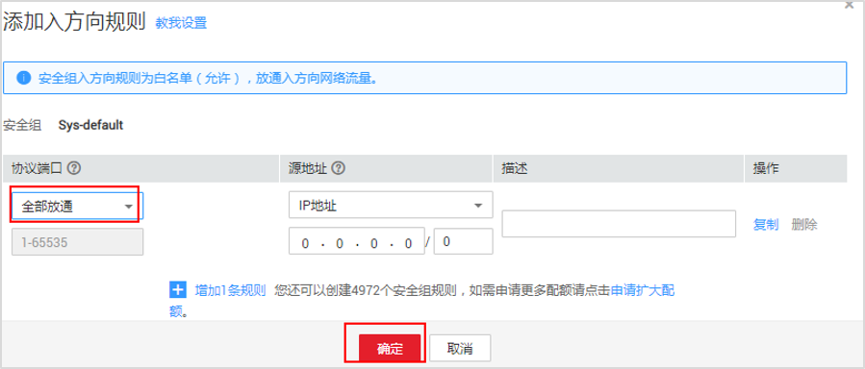 添加入方向规则 教我设置
安全组入方向规则为白名单（允许），放通入方向网络流量。
安全组 Sys-default
协议端口 源地址 描述 操作
全部放通 IP地址
复制 删除
1-65535 0 . 0 . 0 . 0 / 0
增加1条规则 您还可以创建4972个安全组规则，如需申请更多配额请点击申请扩大配
额。
确定 取消